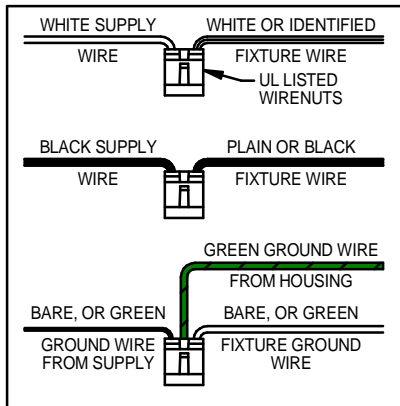 WHITE SUPPLY
WIRE
WHITE OR IDENTIFIED
FIXTURE WIRE
UL LISTED
WIRENUTS
BLACK SUPPLY
WIRE
PLAIN OR BLACK
FIXTURE WIRE
GREEN GROUND WIRE
FROM HOUSING
BARE, OR GREEN
GROUND WIRE
FROM SUPPLY
BARE, OR GREEN
FIXTURE GROUND
WIRE